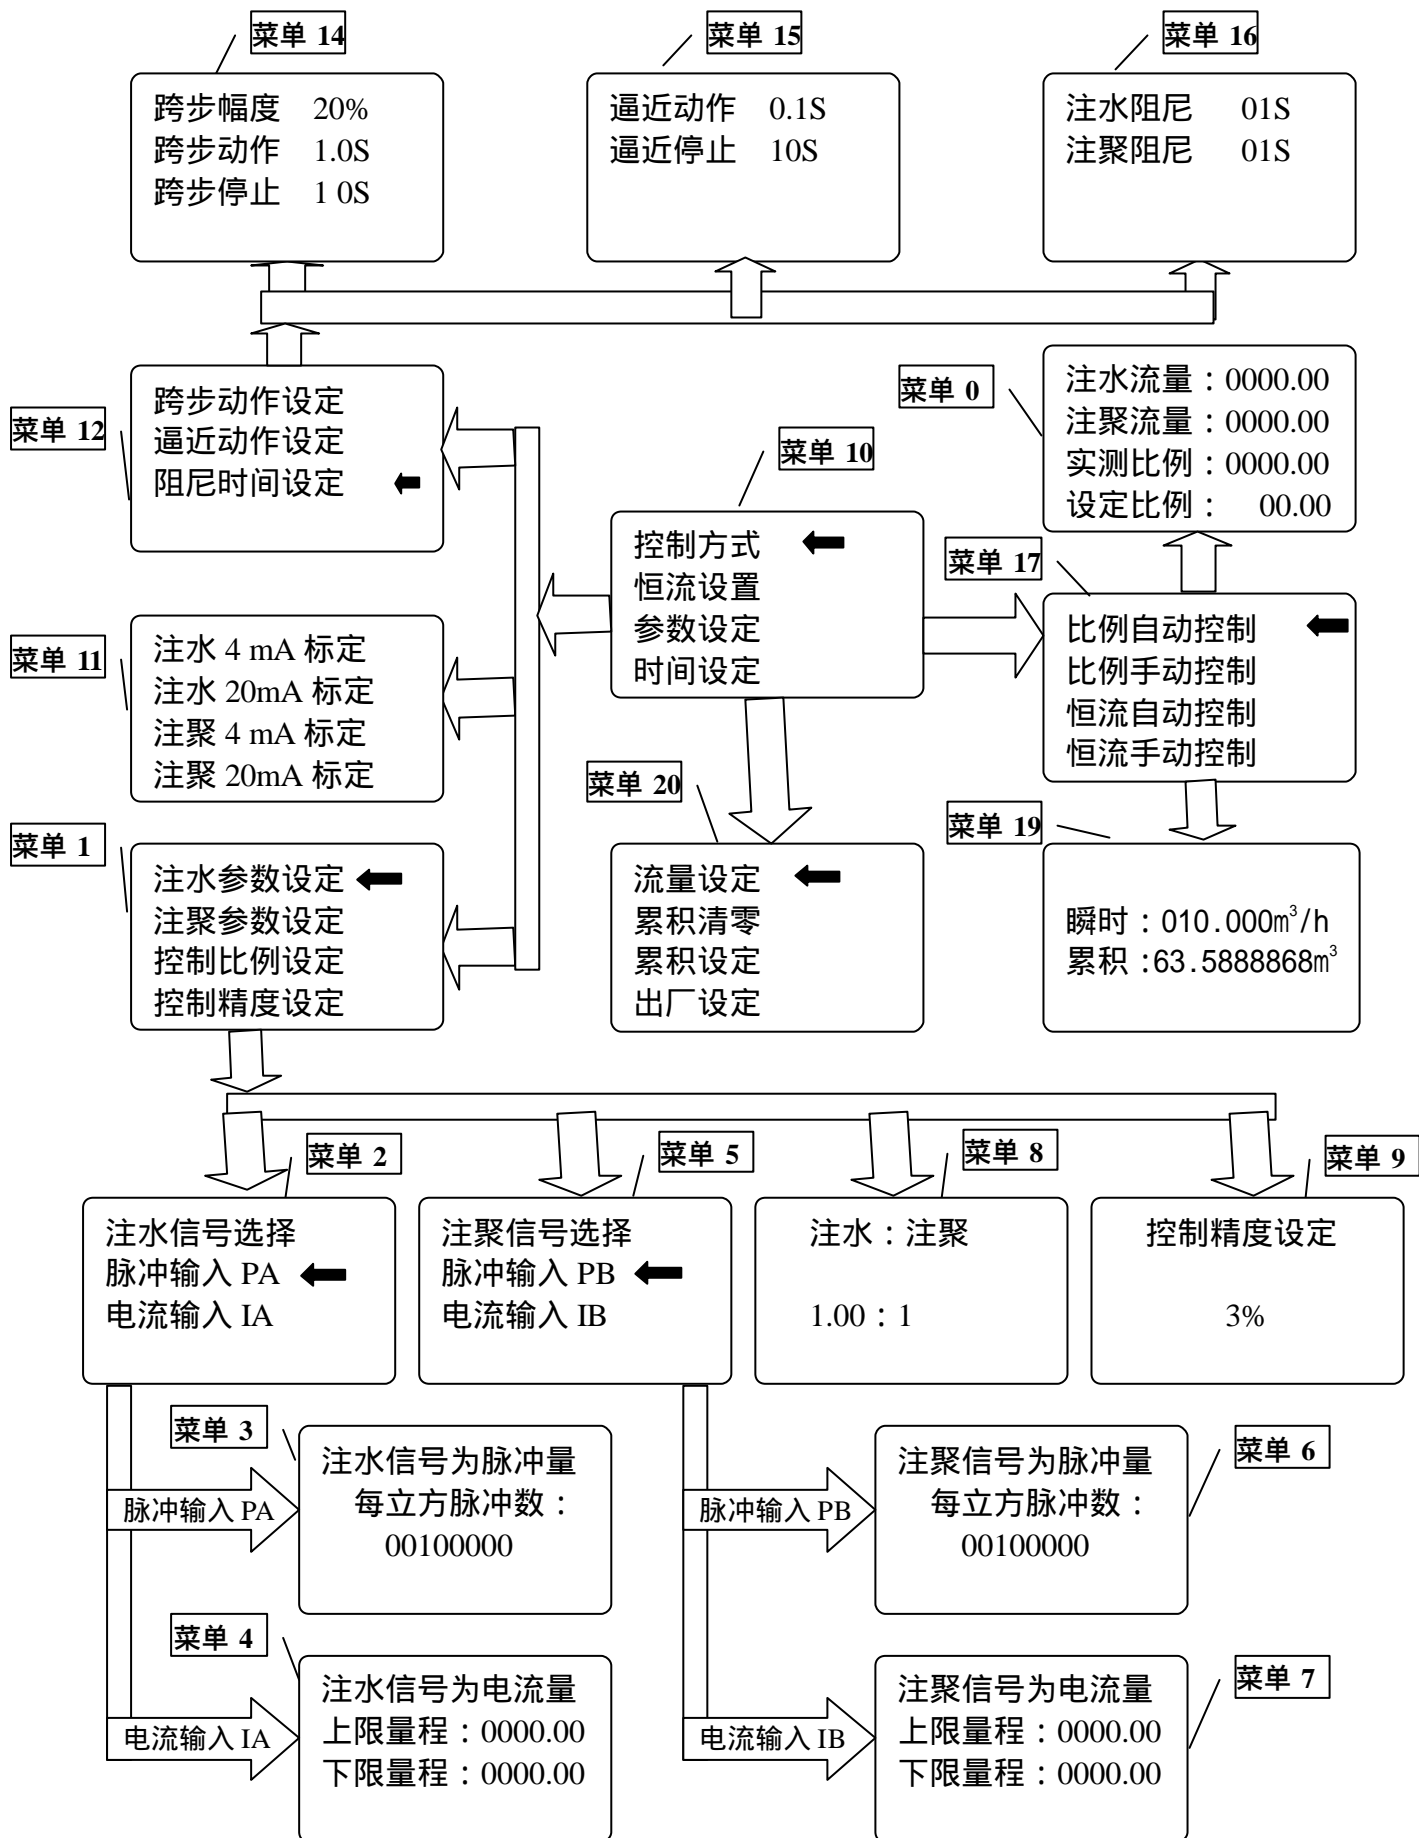 菜单 14
菜单 15
菜单 16
跨步幅度 20%
跨步动作 1.0S
跨步停止 1 0S
逼近动作 0.1S
逼近停止 10S
注水阻尼 01S
注聚阻尼 01S
菜单 12
跨步动作设定
逼近动作设定
阻尼时间设定
菜单 0
注水流量：0000.00
注聚流量：0000.00
实测比例：0000.00
设定比例： 00.00
菜单 10
控制方式
恒流设置
参数设定
时间设定
菜单 17
比例自动控制
比例手动控制
恒流自动控制
恒流手动控制
菜单 11
注水 4 mA 标定
注水 20mA 标定
注聚 4 mA 标定
注聚 20mA 标定
菜单 20
流量设定
累积清零
累积设定
出厂设定
菜单 19
瞬时：010.000m³/h
累积：63.5888868m³
菜单 1
注水参数设定
注聚参数设定
控制比例设定
控制精度设定
菜单 2
菜单 5
菜单 8
菜单 9
注水信号选择
脉冲输入 PA
电流输入 IA
注聚信号选择
脉冲输入 PB
电流输入 IB
注水：注聚
1.00：1
控制精度设定
3%
菜单 3
脉冲输入 PA
注水信号为脉冲量
每立方脉冲数：
00100000
脉冲输入 PB
注聚信号为脉冲量
每立方脉冲数：
00100000
菜单 6
菜单 4
电流输入 IA
注水信号为电流量
上限量程：0000.00
下限量程：0000.00
电流输入 IB
注聚信号为电流量
上限量程：0000.00
下限量程：0000.00
菜单 7